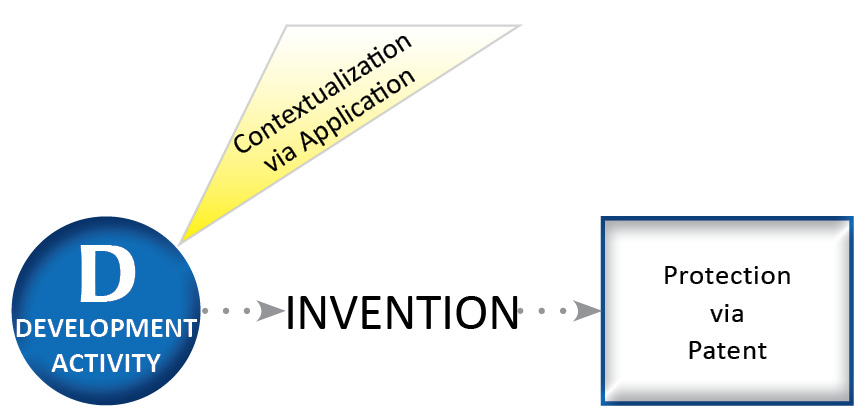 Contextualization
via Application
D
DEVELOPMENT
ACTIVITY
INVENTION
Protection
via
Patent